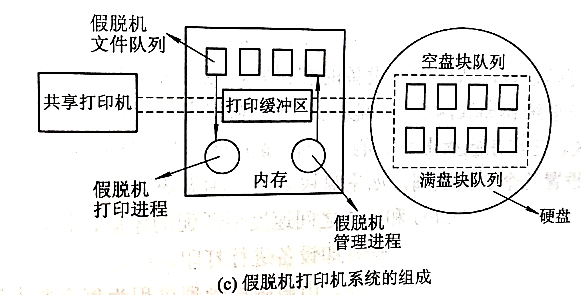 假脱机
文件队列
空盘块队列
共享打印机
打印缓冲区
满盘块队列
假脱机
打印进程
内存
假脱机
管理进程
硬盘
(c) 假脱机打印机系统的组成